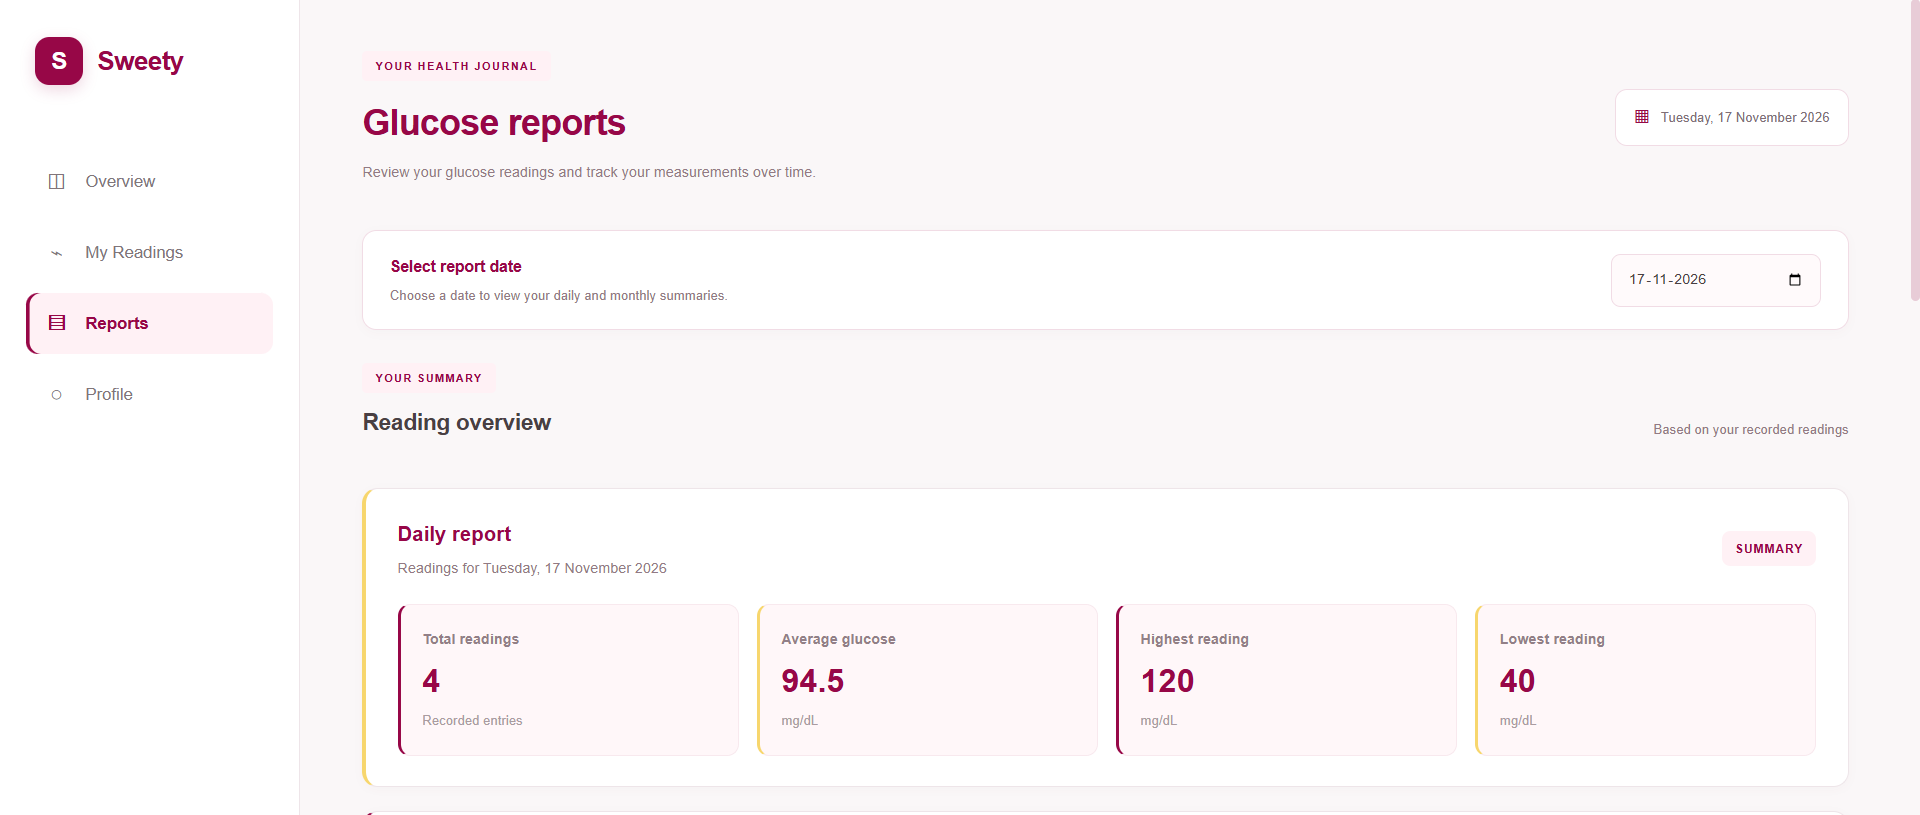 S
Sweety
Overview
My Readings
Reports
Profile
YOUR HEALTH JOURNAL
Glucose reports
Review your glucose readings and track your measurements over time.
Tuesday, 17 November 2026
Select report date
Choose a date to view your daily and monthly summaries.
17-11-2026
YOUR SUMMARY
Reading overview
Based on your recorded readings
Daily report
Readings for Tuesday, 17 November 2026
SUMMARY
Total readings
4
Recorded entries
Average glucose
94.5
mg/dL
Highest reading
120
mg/dL
Lowest reading
40
mg/dL